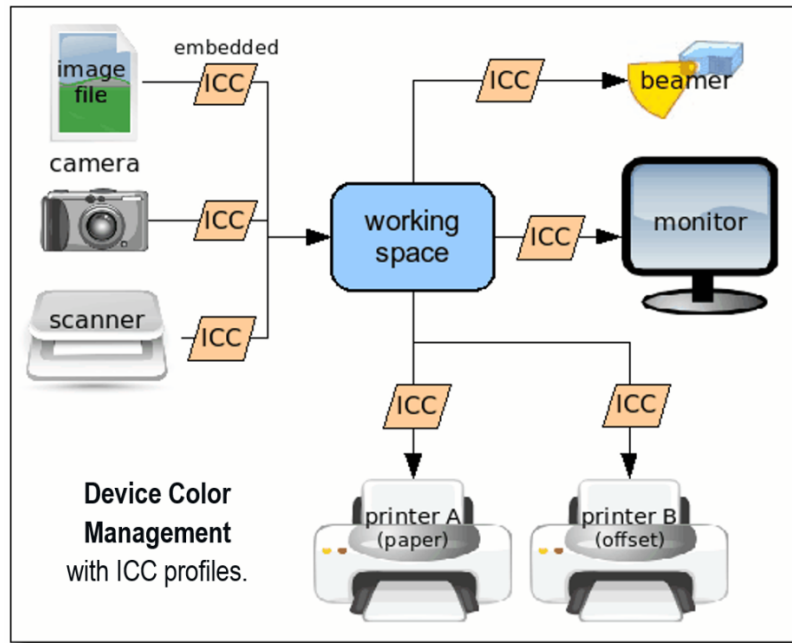 embedded
image
file
ICC
ICC
beamer
camera
ICC
working
space
ICC
monitor
scanner
ICC
ICC
ICC
Device Color
Management
with ICC profiles.
printer A
(paper)
printer B
(offset)